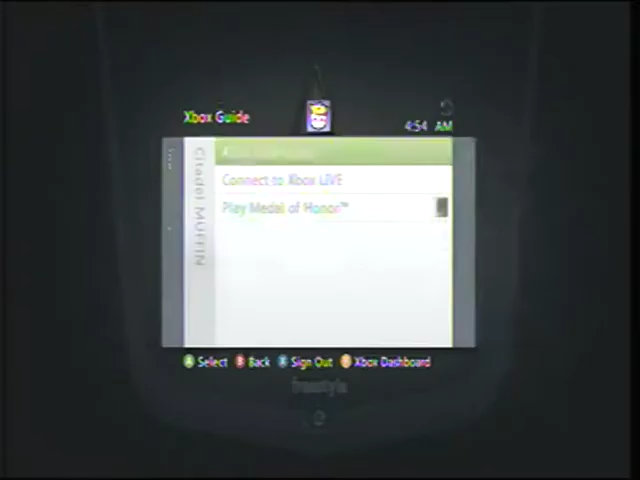 Xbox Guide
4:54 AM
Citadel MUFFIN
Connect to Xbox LIVE
Play Medal of Honor™
A Select B Back X Sign Out Y Xbox Dashboard
freestyle